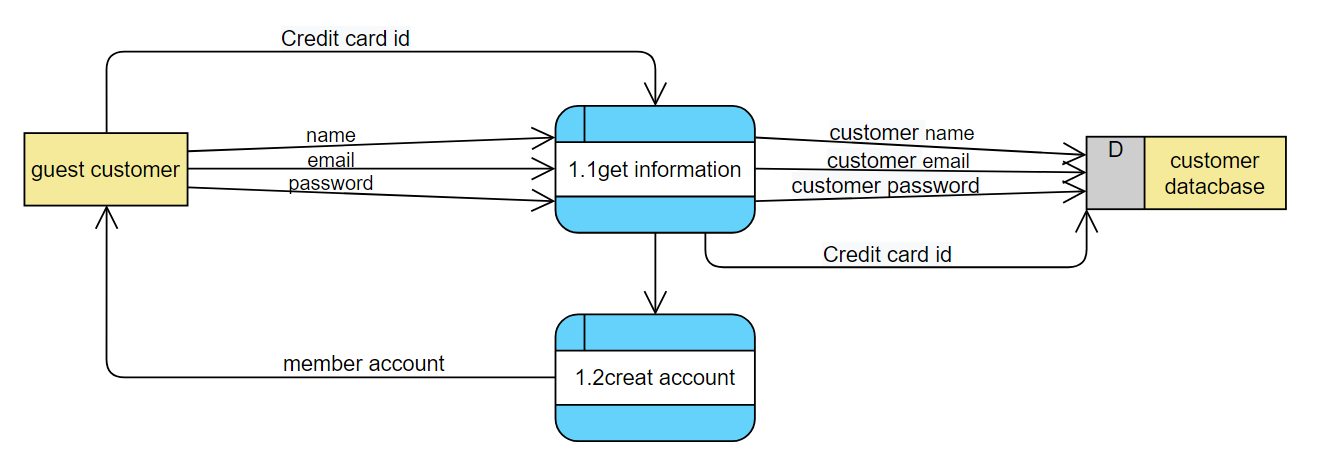 Credit card id
name
email
password
guest customer
1.1get information
customer name
customer email
customer password
D
customer
datacbase
Credit card id
member account
1.2creat account